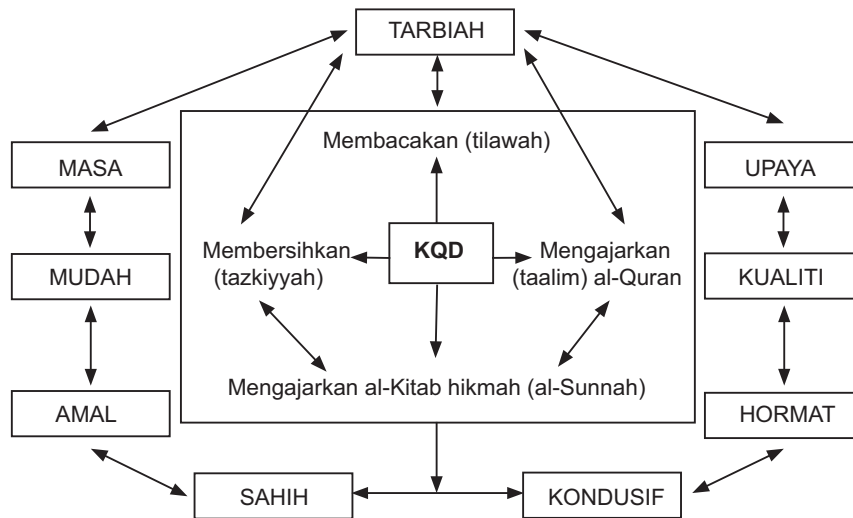 TARBIAH
Membacakan (tilawah)
MASA
UPAYA
Membersihkan
(tazkiyyah)
KQD
Mengajarkan
(taalim) al-Quran
MUDAH
KUALITI
Mengajarkan al-Kitab hikmah (al-Sunnah)
AMAL
HORMAT
SAHIH
KONDUSIF